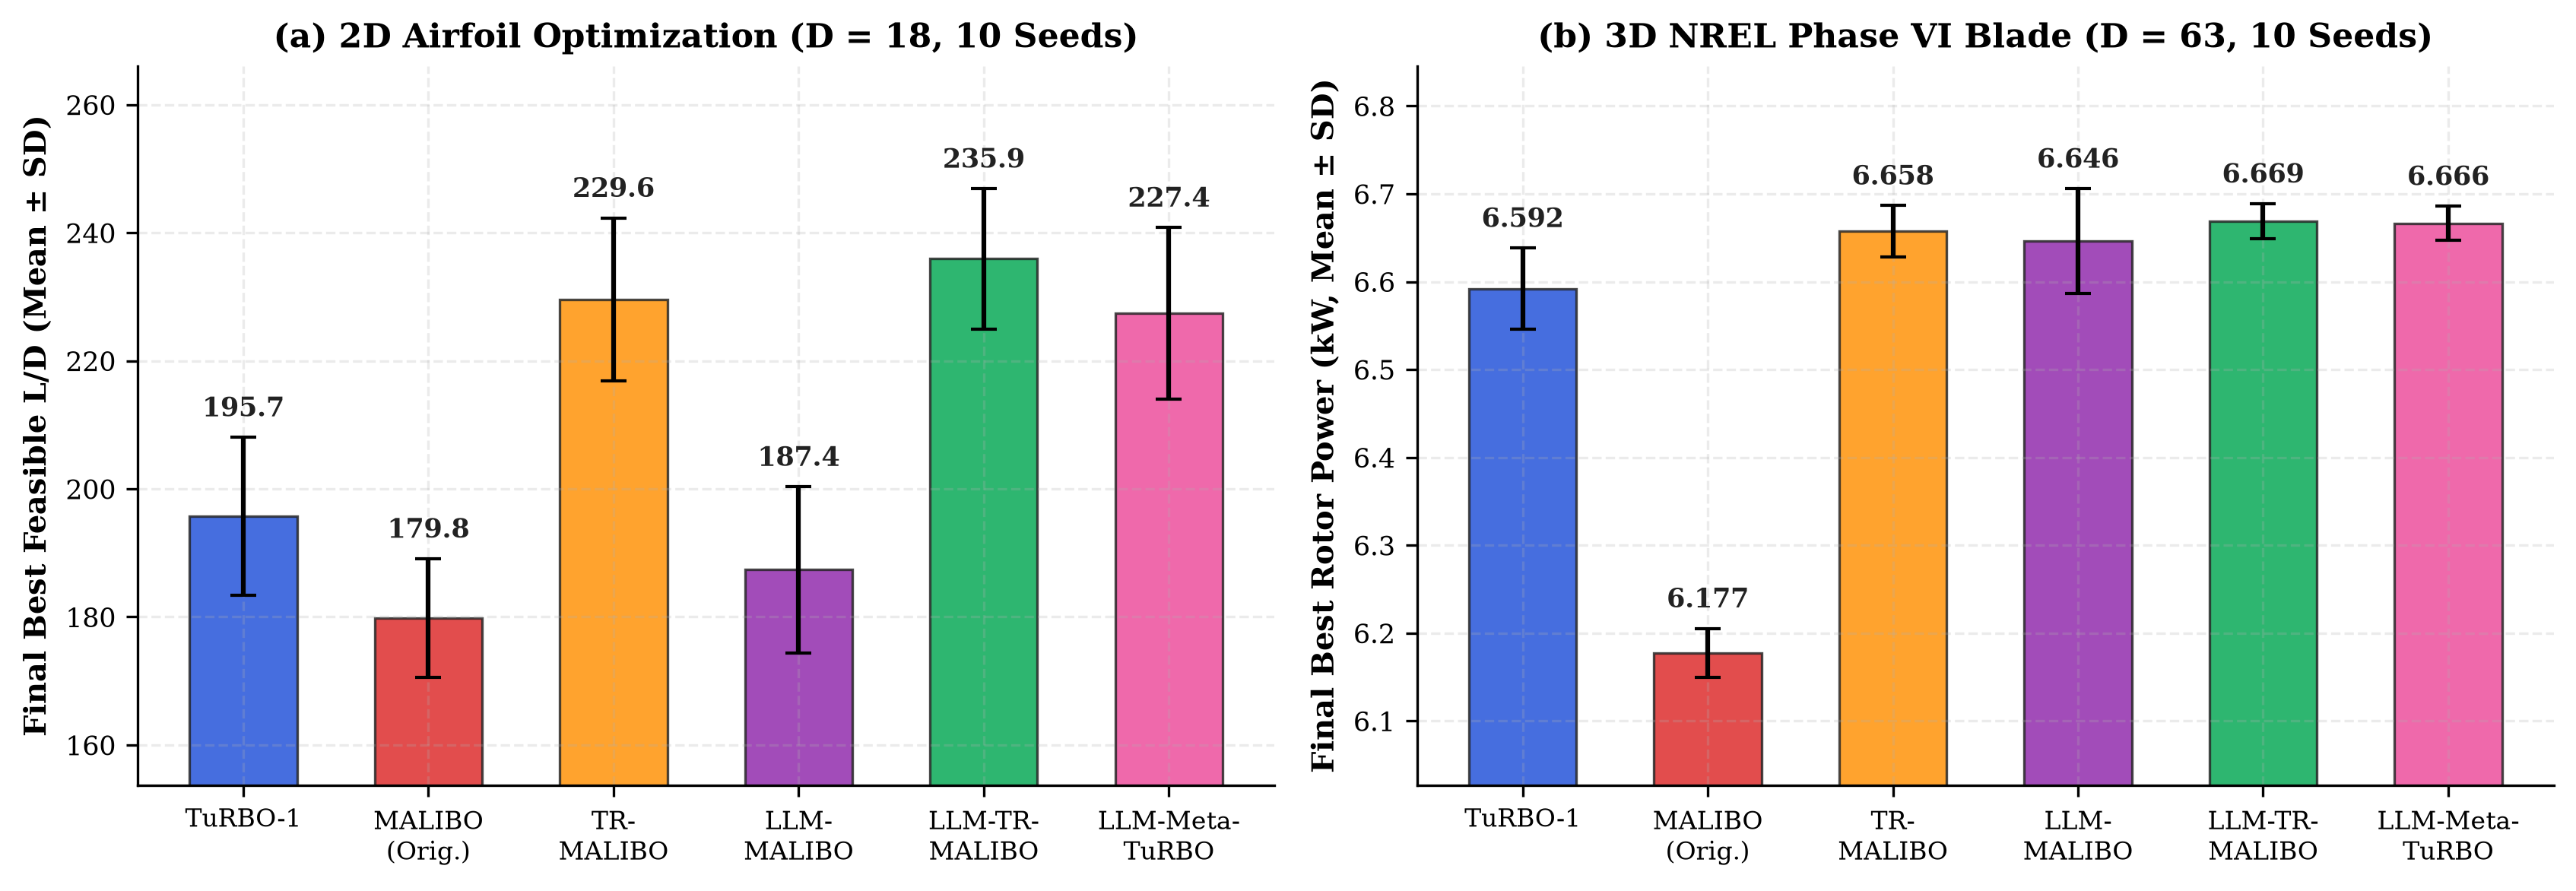 (a) 2D Airfoil Optimization (D = 18, 10 Seeds)
Final Best Feasible L/D (Mean ± SD)
260
240
220
200
180
160
195.7
179.8
229.6
187.4
235.9
227.4
TuRBO-1
MALIBO
(Orig.)
TR-
MALIBO
LLM-
MALIBO
LLM-TR-
MALIBO
LLM-Meta-
TuRBO
(b) 3D NREL Phase VI Blade (D = 63, 10 Seeds)
Final Best Rotor Power (kW, Mean ± SD)
6.8
6.7
6.6
6.5
6.4
6.3
6.2
6.1
6.592
6.177
6.658
6.646
6.669
6.666
TuRBO-1
MALIBO
(Orig.)
TR-
MALIBO
LLM-
MALIBO
LLM-TR-
MALIBO
LLM-Meta-
TuRBO